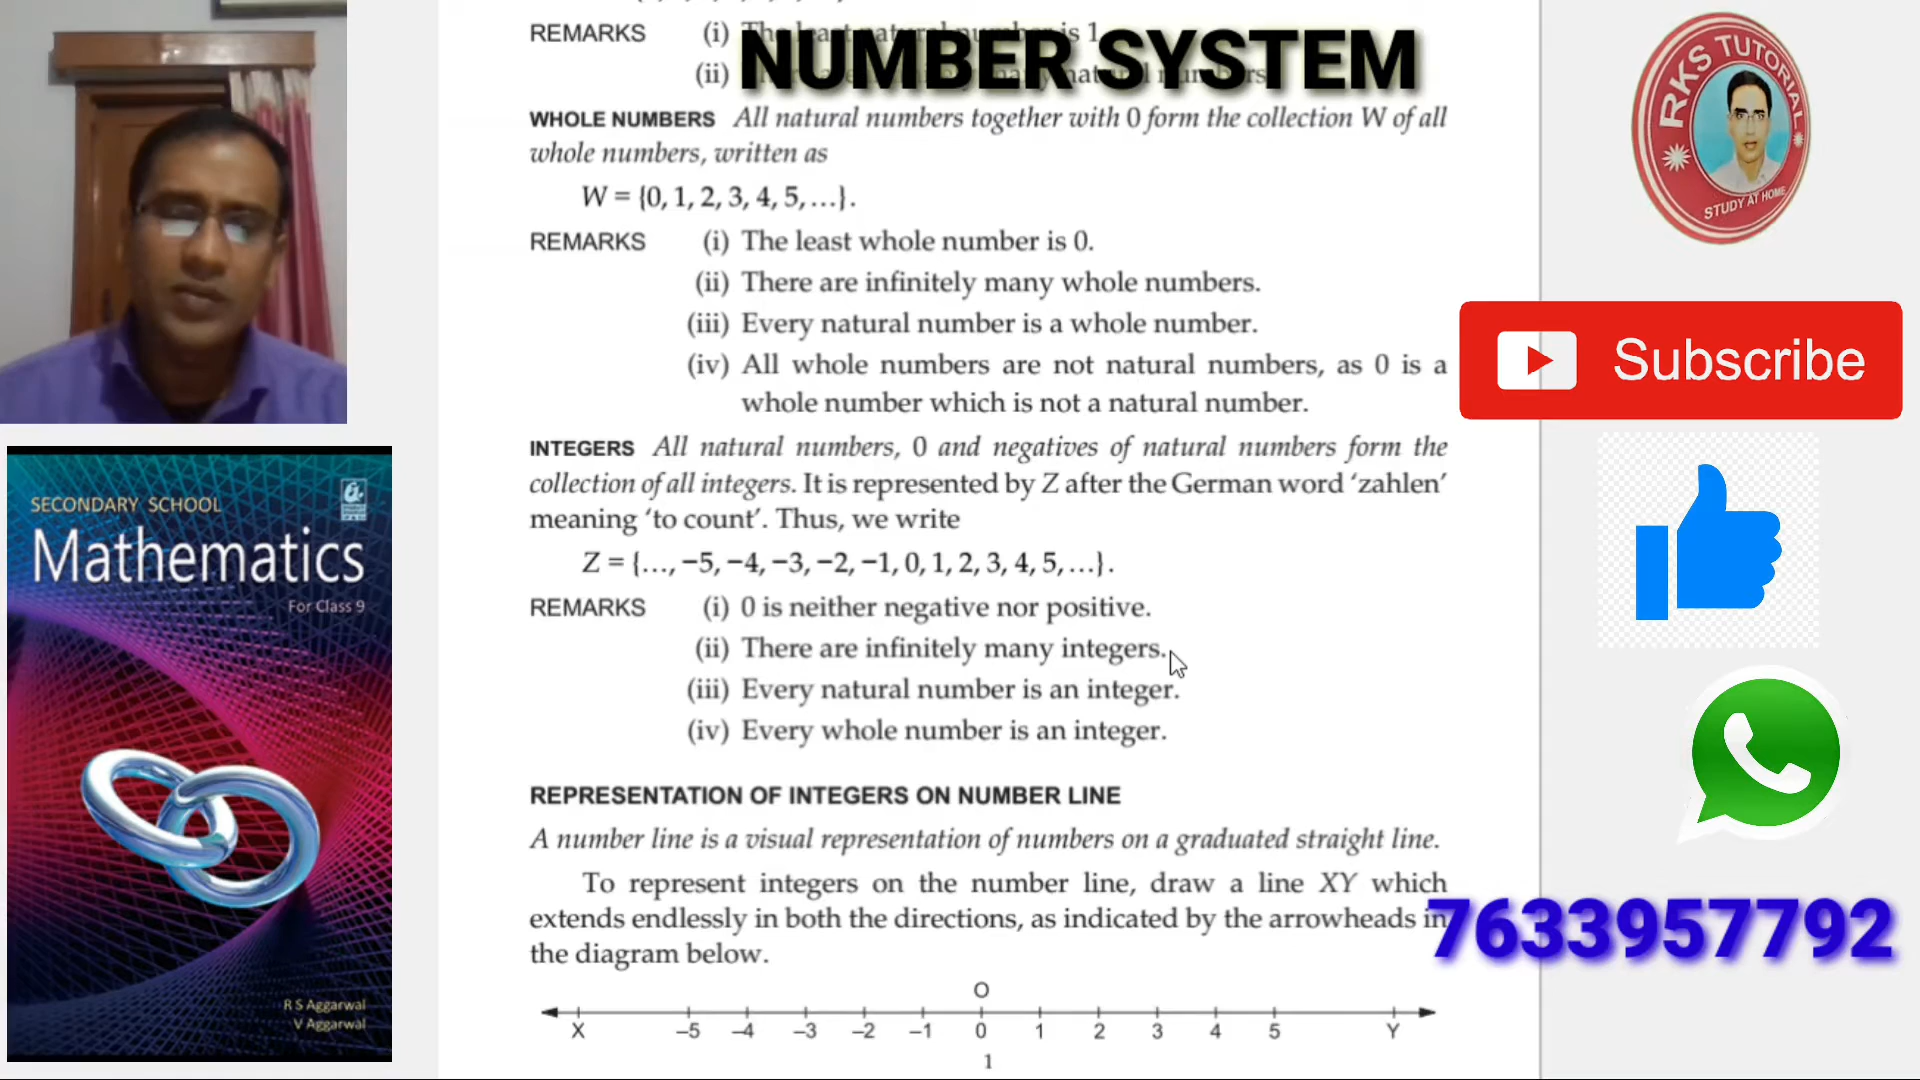 REMARKS (i) The least natural number is 1
NUMBER SYSTEM
(ii)
WHOLE NUMBERS All natural numbers together with 0 form the collection W of all
whole numbers, written as
W = {0, 1, 2, 3, 4, 5, ...}.
REMARKS (i) The least whole number is 0.
(ii) There are infinitely many whole numbers.
(iii) Every natural number is a whole number.
(iv) All whole numbers are not natural numbers, as 0 is a
whole number which is not a natural number.
INTEGERS All natural numbers, 0 and negatives of natural numbers form the
collection of all integers. It is represented by Z after the German word ‘zahlen’
meaning ‘to count’. Thus, we write
Z = {..., −5, −4, −3, −2, −1, 0, 1, 2, 3, 4, 5, ...}.
REMARKS (i) 0 is neither negative nor positive.
(ii) There are infinitely many integers.
(iii) Every natural number is an integer.
(iv) Every whole number is an integer.
REPRESENTATION OF INTEGERS ON NUMBER LINE
A number line is a visual representation of numbers on a graduated straight line.
To represent integers on the number line, draw a line XY which
extends endlessly in both the directions, as indicated by the arrowheads in
the diagram below.
O
X −5 −4 −3 −2 −1 0 1 2 3 4 5 Y
1
SECONDARY SCHOOL
Mathematics
For Class 9
R S Aggarwal
V Aggarwal
RKS TUTORIAL
STUDY AT HOME
Subscribe
7633957792